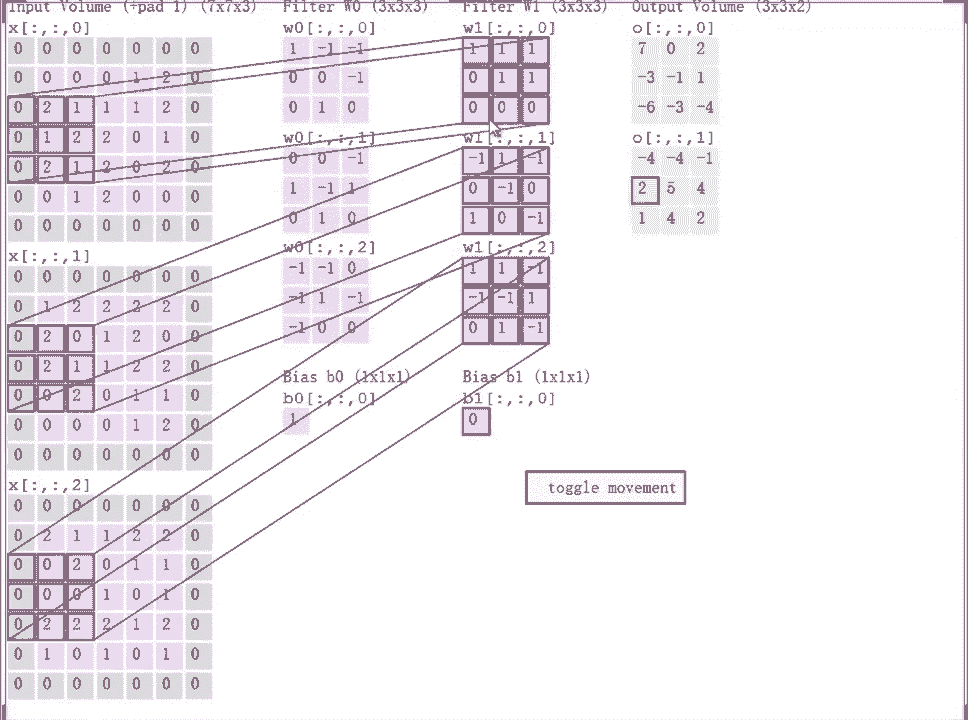 Input Volume (+pad 1) (7x7x3)
x[:,:,0]
0 0 0 0 0 0 0
0 0 0 0 1 2 0
0 2 1 1 1 2 0
0 1 2 2 0 1 0
0 2 1 2 0 2 0
0 0 1 2 0 0 0
0 0 0 0 0 0 0
x[:,:,1]
0 0 0 0 0 0 0
0 1 2 2 2 2 0
0 2 0 1 2 0 0
0 2 1 1 2 2 0
0 0 2 0 1 1 0
0 0 0 0 1 2 0
0 0 0 0 0 0 0
x[:,:,2]
0 0 0 0 0 0 0
0 2 1 1 2 2 0
0 0 2 0 1 1 0
0 0 0 1 0 1 0
0 2 2 2 1 2 0
0 1 0 1 0 1 0
0 0 0 0 0 0 0
Filter W0 (3x3x3)
w0[:,:,0]
1 -1 -1
0 0 -1
0 1 0
w0[:,:,1]
0 0 -1
1 -1 1
0 1 0
w0[:,:,2]
-1 -1 0
-1 1 -1
-1 0 0
Bias b0 (1x1x1)
b0[:,:,0]
1
Filter W1 (3x3x3)
w1[:,:,0]
1 1 1
0 1 1
0 0 0
w1[:,:,1]
-1 1 -1
0 -1 0
1 0 -1
w1[:,:,2]
1 1 -1
-1 -1 1
0 1 -1
Bias b1 (1x1x1)
b1[:,:,0]
0
Output Volume (3x3x2)
o[:,:,0]
7 0 2
-3 -1 1
-6 -3 -4
o[:,:,1]
-4 -4 -1
2 5 4
1 4 2
toggle movement